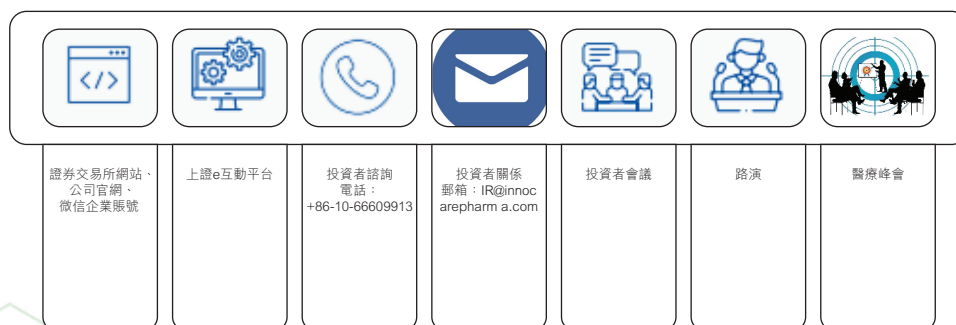 證券交易所網站、
公司官網、
微信企業賬號
上證e互動平台
投資者諮詢
電話：
+86-10-66609913
投資者關係
郵箱：IR@innoc
arepharm a.com
投資者會議
路演
醫療峰會